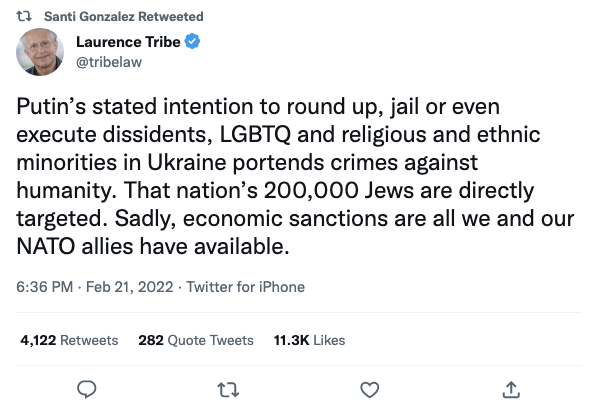 Santi Gonzalez Retweeted
Laurence Tribe
@tribelaw
Putin’s stated intention to round up, jail or even
execute dissidents, LGBTQ and religious and ethnic
minorities in Ukraine portends crimes against
humanity. That nation’s 200,000 Jews are directly
targeted. Sadly, economic sanctions are all we and our
NATO allies have available.
6:36 PM · Feb 21, 2022 · Twitter for iPhone
4,122 Retweets 282 Quote Tweets 11.3K Likes